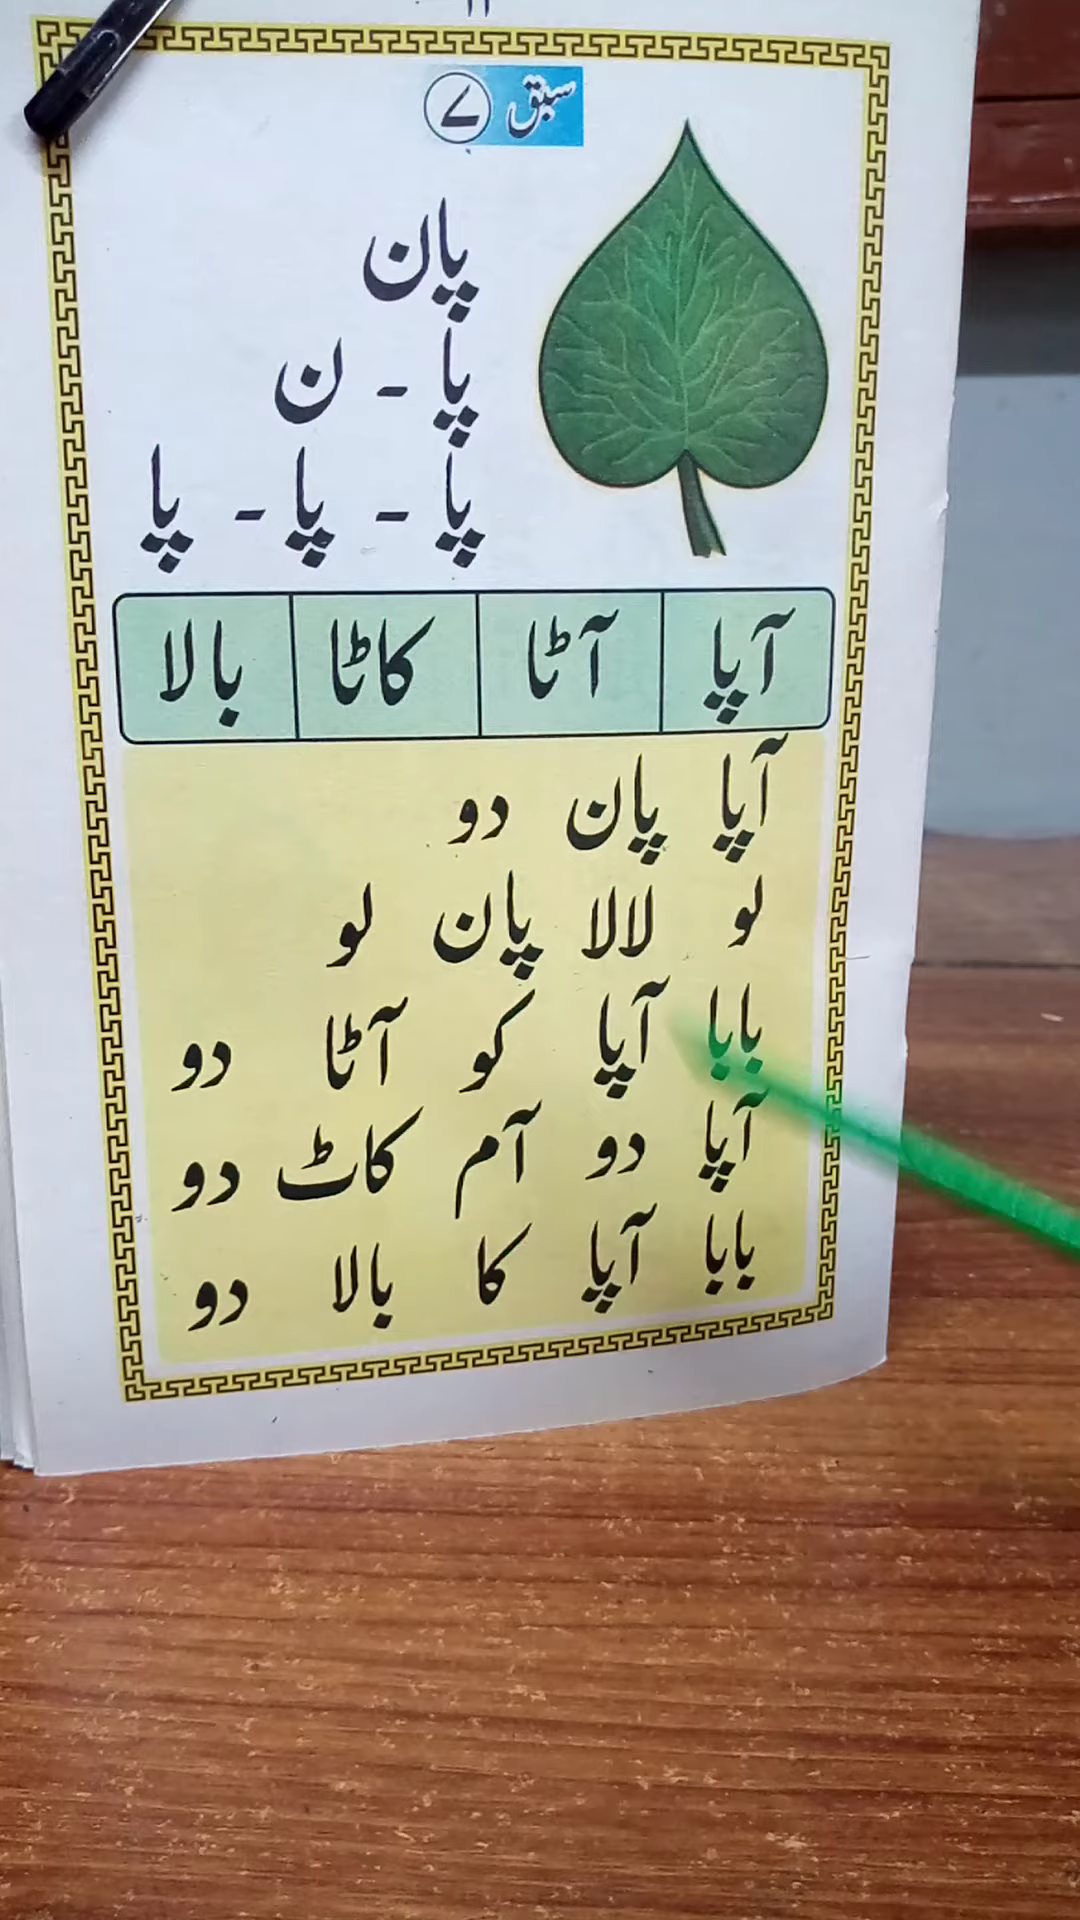 سبق ۷
پان
پا - ن
پا - پا - پا
آپا آٹا کاٹا بالا
آپا پان دو
لو لالا پان لو
بابا آپا کو آٹا دو
آپا دو آم کاٹ دو
بابا آپا کا بالا دو